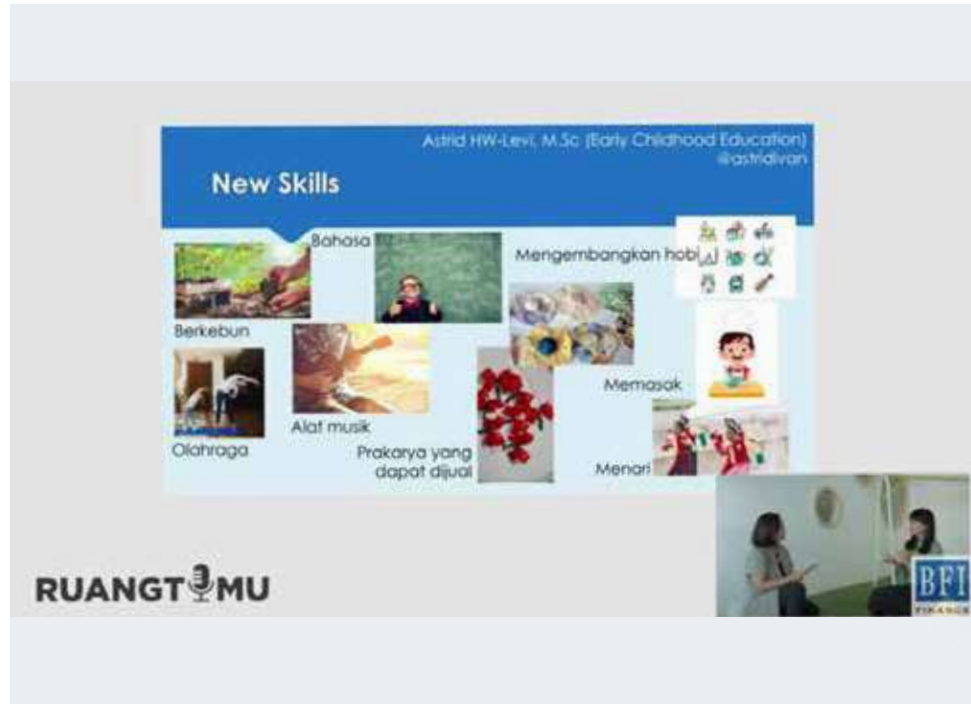 Astrid HW-Levi, M.Sc (Early Childhood Education)
@astridivan
New Skills
Bahasa
Mengembangkan hobi
Berkebun
Memasak
Alat musik
Olahraga
Prakarya yang
dapat dijual
Menari
RUANGTEMU
BFI
FINANCE